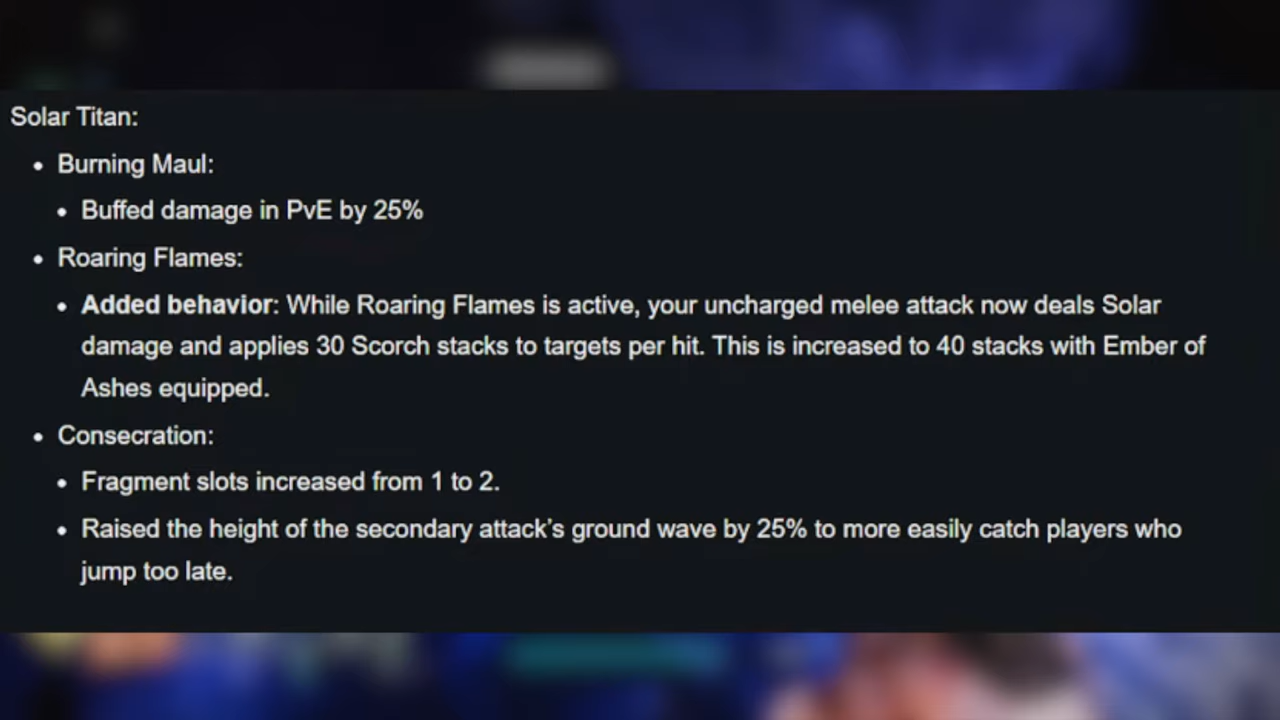 Solar Titan:
• Burning Maul:
• Buffed damage in PvE by 25%
• Roaring Flames:
• Added behavior: While Roaring Flames is active, your uncharged melee attack now deals Solar
damage and applies 30 Scorch stacks to targets per hit. This is increased to 40 stacks with Ember of
Ashes equipped.
• Consecration:
• Fragment slots increased from 1 to 2.
• Raised the height of the secondary attack’s ground wave by 25% to more easily catch players who
jump too late.